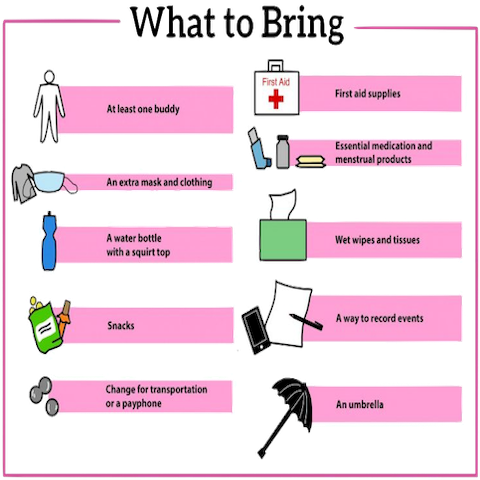 What to Bring
At least one buddy
An extra mask and clothing
A water bottle
with a squirt top
Snacks
Change for transportation
or a payphone
First Aid
First aid supplies
Essential medication and
menstrual products
Wet wipes and tissues
A way to record events
An umbrella